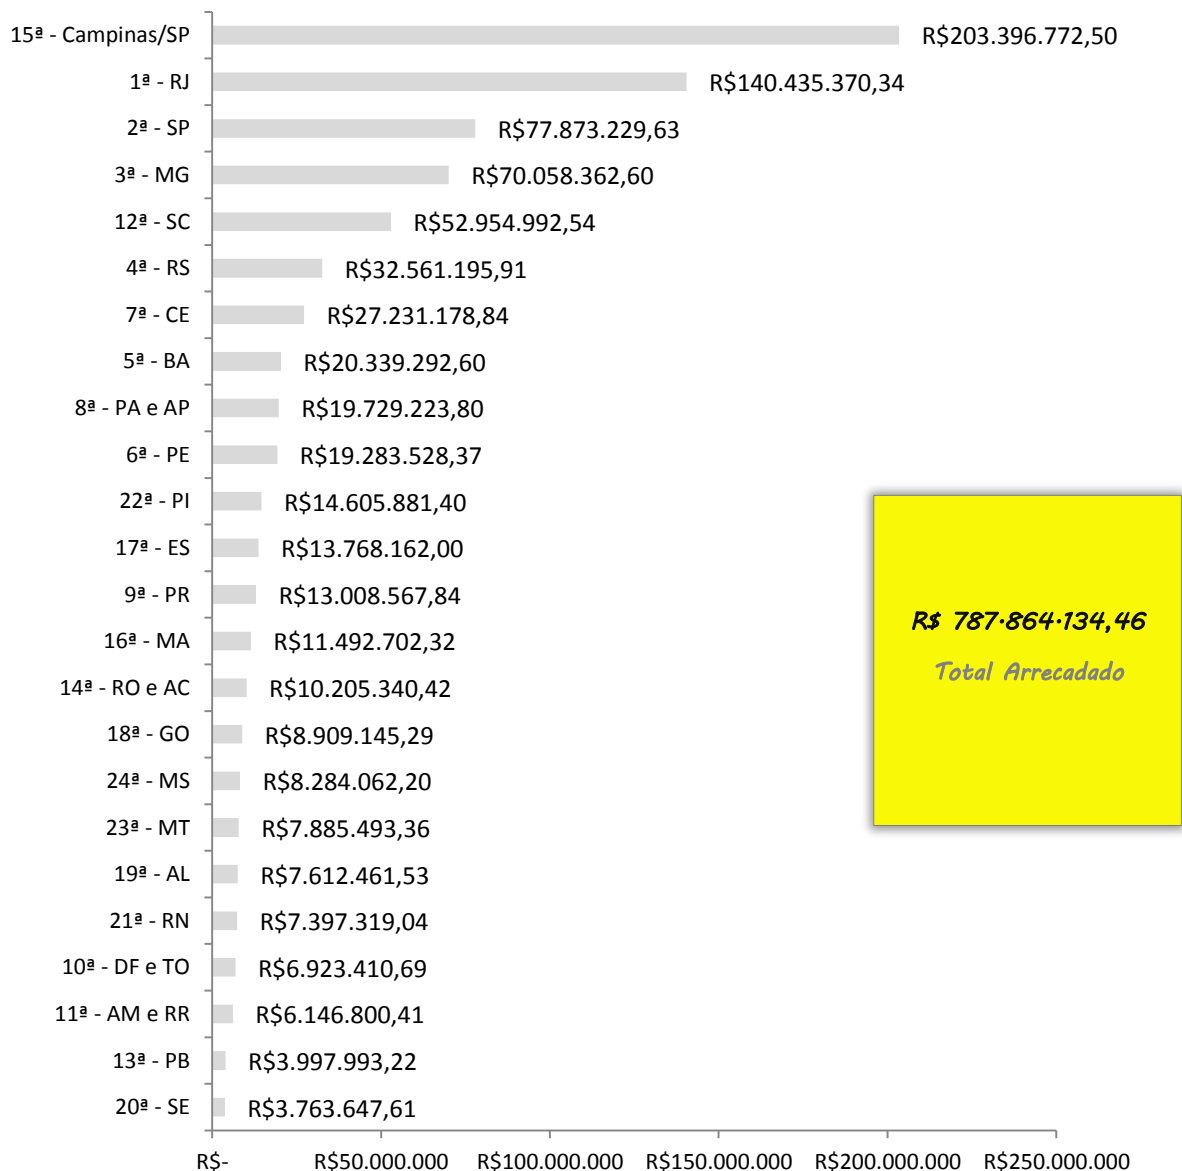 15ª - Campinas/SP R$203.396.772,50
1ª - RJ R$140.435.370,34
2ª - SP R$77.873.229,63
3ª - MG R$70.058.362,60
12ª - SC R$52.954.992,54
4ª - RS R$32.561.195,91
7ª - CE R$27.231.178,84
5ª - BA R$20.339.292,60
8ª - PA e AP R$19.729.223,80
6ª - PE R$19.283.528,37
22ª - PI R$14.605.881,40
17ª - ES R$13.768.162,00
9ª - PR R$13.008.567,84
16ª - MA R$11.492.702,32
14ª - RO e AC R$10.205.340,42
18ª - GO R$8.909.145,29
24ª - MS R$8.284.062,20
23ª - MT R$7.885.493,36
19ª - AL R$7.612.461,53
21ª - RN R$7.397.319,04
10ª - DF e TO R$6.923.410,69
11ª - AM e RR R$6.146.800,41
13ª - PB R$3.997.993,22
20ª - SE R$3.763.647,61
R$- R$50.000.000 R$100.000.000 R$150.000.000 R$200.000.000 R$250.000.000
R$ 787.864.134,46
Total Arrecadado